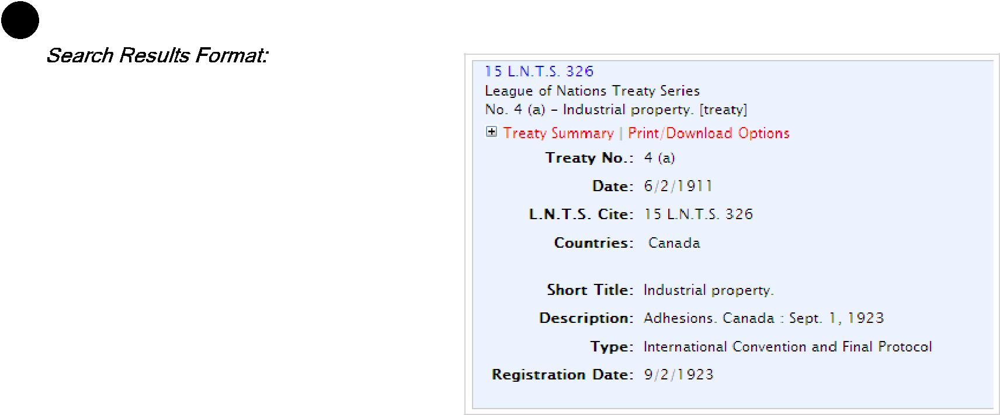 Search Results Format:
15 L.N.T.S. 326
League of Nations Treaty Series
No. 4 (a) - Industrial property. [treaty]
Treaty Summary | Print/Download Options
Treaty No.: 4 (a)
Date: 6/2/1911
L.N.T.S. Cite: 15 L.N.T.S. 326
Countries: Canada
Short Title: Industrial property.
Description: Adhesions. Canada : Sept. 1, 1923
Type: International Convention and Final Protocol
Registration Date: 9/2/1923